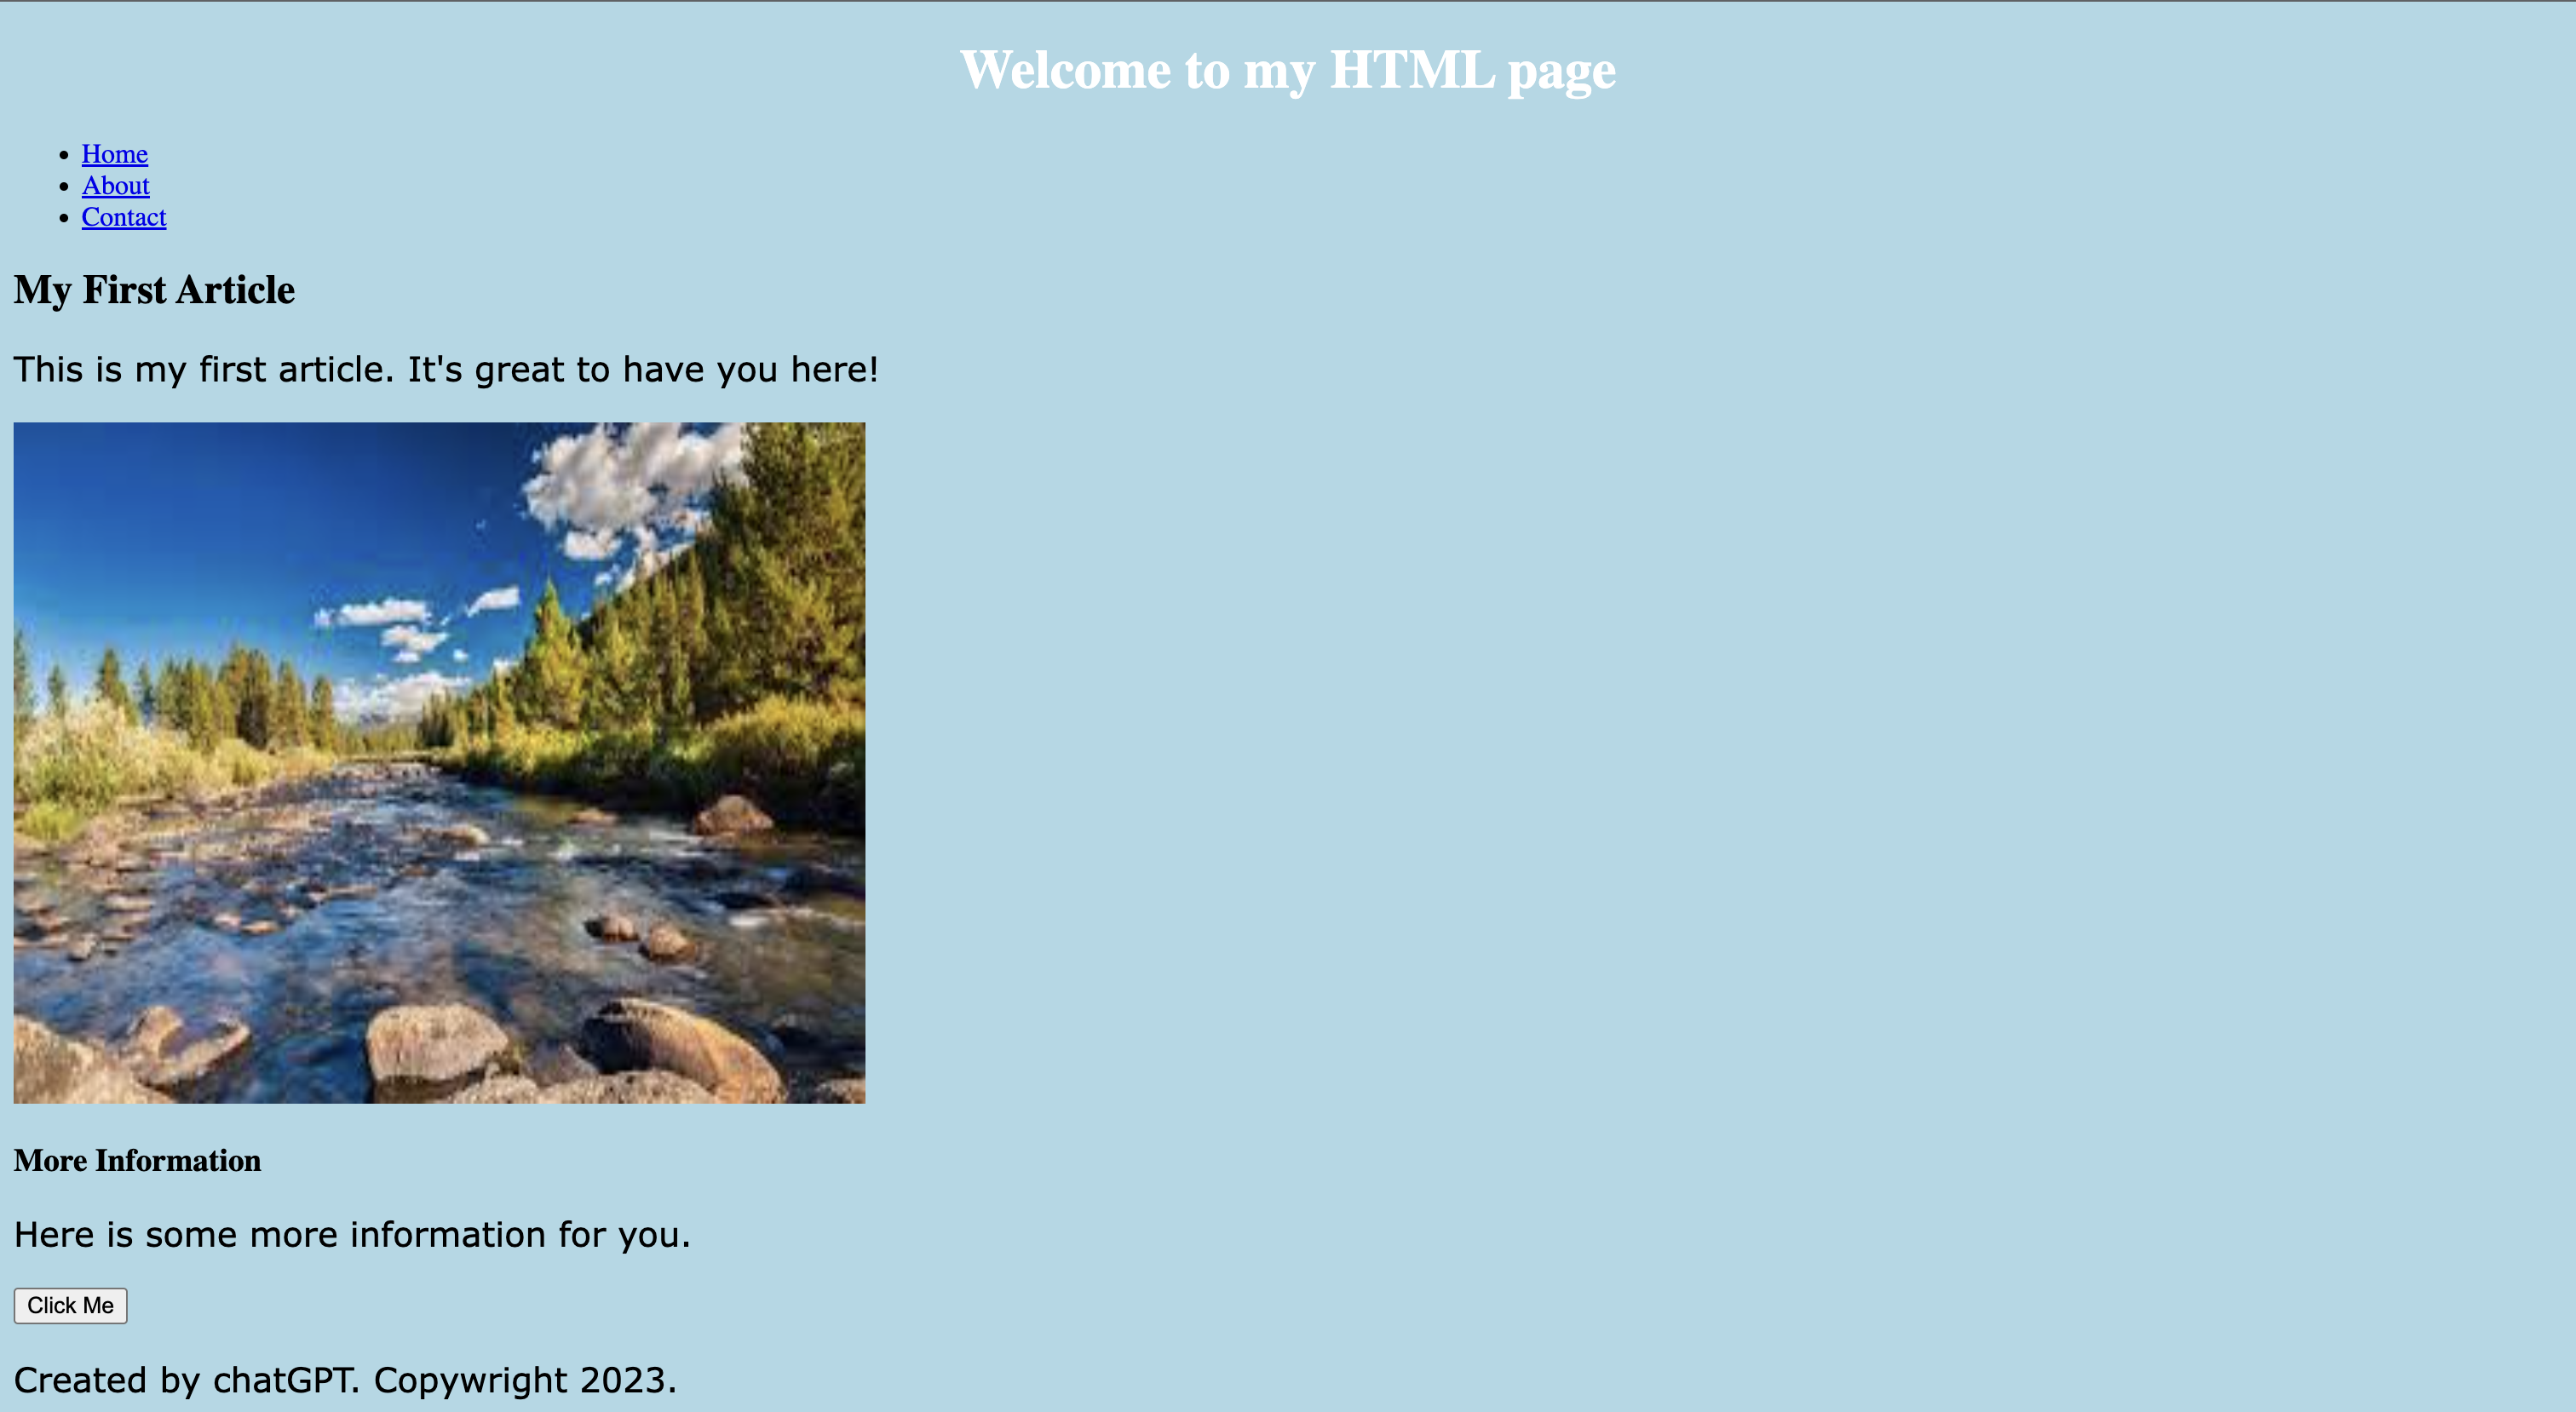 Welcome to my HTML page
Home
About
Contact
My First Article
This is my first article. It's great to have you here!
More Information
Here is some more information for you.
Click Me
Created by chatGPT. Copywright 2023.